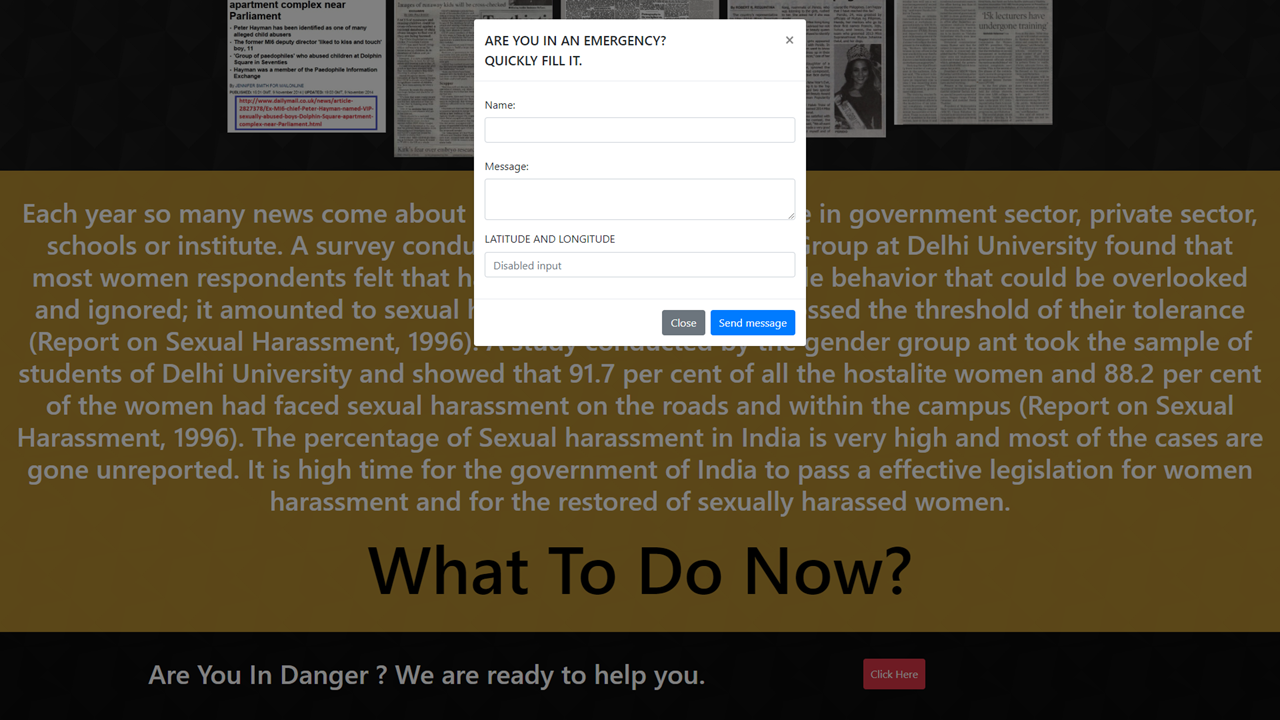 apartment complex near
Parliament
- Peter Hayman has been identified as one of many
alleged child abusers
- The former MI6 deputy director 'liked to kiss and touch'
boy, 11
- 'Group of paedophiles' who abused children at Dolphin
Square in Seventies
- Hayman was a member of the Paedophile Information
Exchange
By JENNIFER SMITH FOR MAILONLINE
http://www.dailymail.co.uk/news/article-
2827378/Ex-MI6-chief-Peter-Hayman-named-VIP-
sexually-abused-boys-Dolphin-Square-apartment-
complex-near-Parliament.html
'15k lecturers have
undergone training'
ARE YOU IN AN EMERGENCY?
QUICKLY FILL IT.
×
Name:
Message:
LATITUDE AND LONGITUDE
Disabled input
Close
Send message
Each year so many news come about e in government sector, private sector,
schools or institute. A survey condu Group at Delhi University found that
most women respondents felt that ha le behavior that could be overlooked
and ignored; it amounted to sexual h ssed the threshold of their tolerance
(Report on Sexual Harassment, 1996). A study conducted by the gender group ant took the sample of
students of Delhi University and showed that 91.7 per cent of all the hostalite women and 88.2 per cent
of the women had faced sexual harassment on the roads and within the campus (Report on Sexual
Harassment, 1996). The percentage of Sexual harassment in India is very high and most of the cases are
gone unreported. It is high time for the government of India to pass a effective legislation for women
harassment and for the restored of sexually harassed women.
What To Do Now?
Are You In Danger ? We are ready to help you.
Click Here